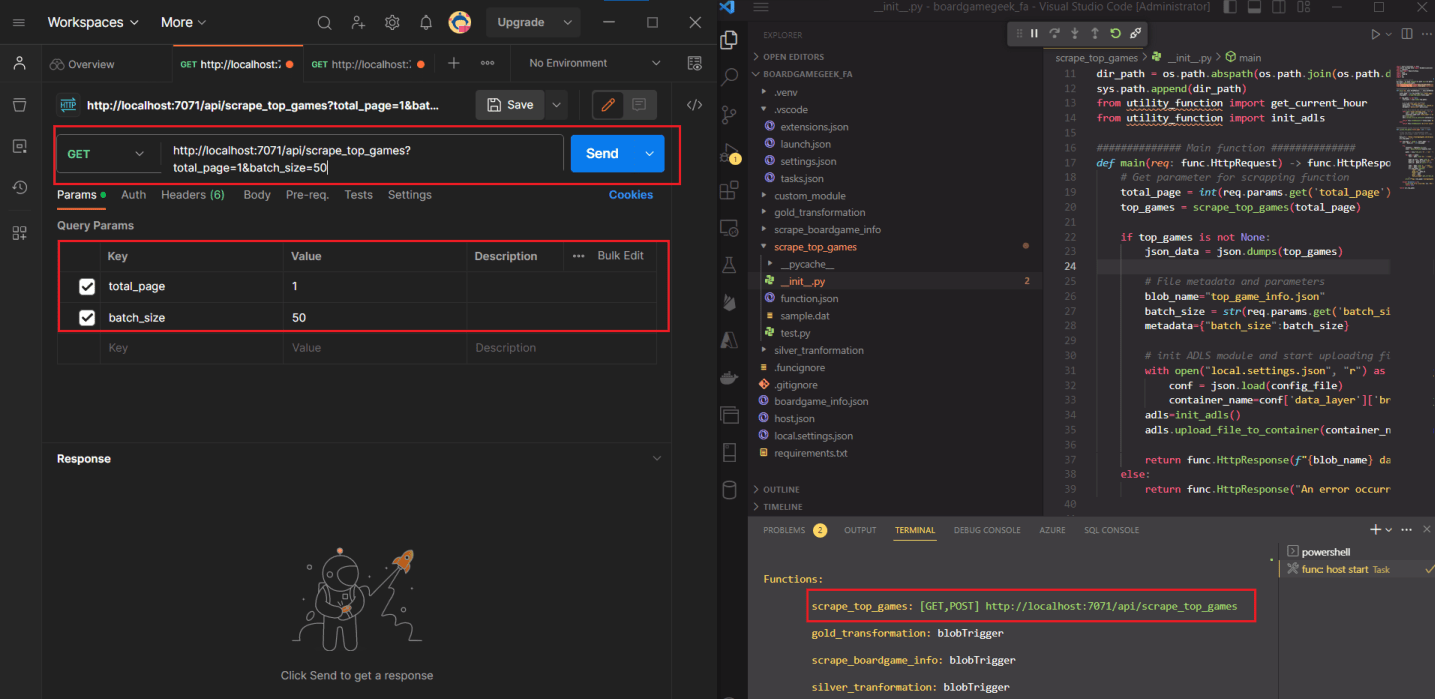 Workspaces
More
Upgrade
Overview
GET http://localhost:7
GET http://localhost:7
No Environment
HTTP
http://localhost:7071/api/scrape_top_games?total_page=1&bat...
Save
GET
http://localhost:7071/api/scrape_top_games?
total_page=1&batch_size=50
Send
Params
Auth
Headers (6)
Body
Pre-req.
Tests
Settings
Cookies
Query Params
Key
Value
Description
Bulk Edit
total_page
1
batch_size
50
Key
Value
Description
Response
Click Send to get a response
__init__.py - boardgamegeek_fa - Visual Studio Code [Administrator]
EXPLORER
OPEN EDITORS
BOARDGAMEGEEK_FA
.venv
.vscode
extensions.json
launch.json
settings.json
tasks.json
custom_module
gold_transformation
scrape_boardgame_info
scrape_top_games
__pycache__
__init__.py
2
function.json
sample.dat
test.py
silver_tranformation
.funcignore
.gitignore
boardgame_info.json
host.json
local.settings.json
requirements.txt
OUTLINE
TIMELINE
1
scrape_top_games > __init__.py > main
11 dir_path = os.path.abspath(os.path.join(os.path.d
12 sys.path.append(dir_path)
13 from utility_function import get_current_hour
14 from utility_function import init_adls
15
16 ############## Main function ##############
17 def main(req: func.HttpRequest) -> func.HttpRespo
18 # Get parameter for scrapping function
19 total_page = int(req.params.get('total_page')
20 top_games = scrape_top_games(total_page)
21
22 if top_games is not None:
23 json_data = json.dumps(top_games)
24
25 # File metadata and parameters
26 blob_name="top_game_info.json"
27 batch_size = str(req.params.get('batch_si
28 metadata={"batch_size":batch_size}
29
30 # init ADLS module and start uploading fi
31 with open("local.settings.json", "r") as
32 conf = json.load(config_file)
33 container_name=conf['data_layer']['br
34 adls=init_adls()
35 adls.upload_file_to_container(container_n
36
37 return func.HttpResponse(f"{blob_name} da
38 else:
39 return func.HttpResponse("An error occurr
40
PROBLEMS
2
OUTPUT
TERMINAL
DEBUG CONSOLE
AZURE
SQL CONSOLE
powershell
func: host start Task
Functions:
scrape_top_games: [GET,POST] http://localhost:7071/api/scrape_top_games
gold_transformation: blobTrigger
scrape_boardgame_info: blobTrigger
silver_tranformation: blobTrigger